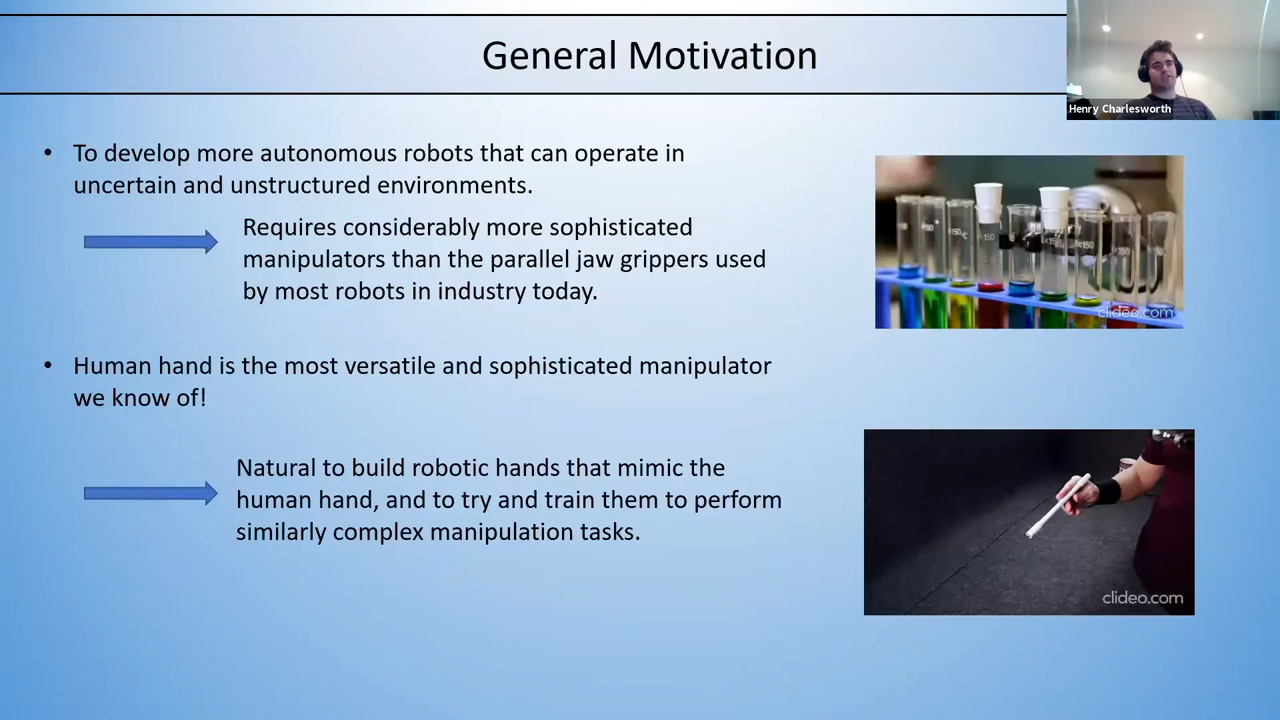 General Motivation
Henry Charlesworth
• To develop more autonomous robots that can operate in
uncertain and unstructured environments.
Requires considerably more sophisticated
manipulators than the parallel jaw grippers used
by most robots in industry today.
• Human hand is the most versatile and sophisticated manipulator
we know of!
Natural to build robotic hands that mimic the
human hand, and to try and train them to perform
similarly complex manipulation tasks.
clideo.com
clideo.com